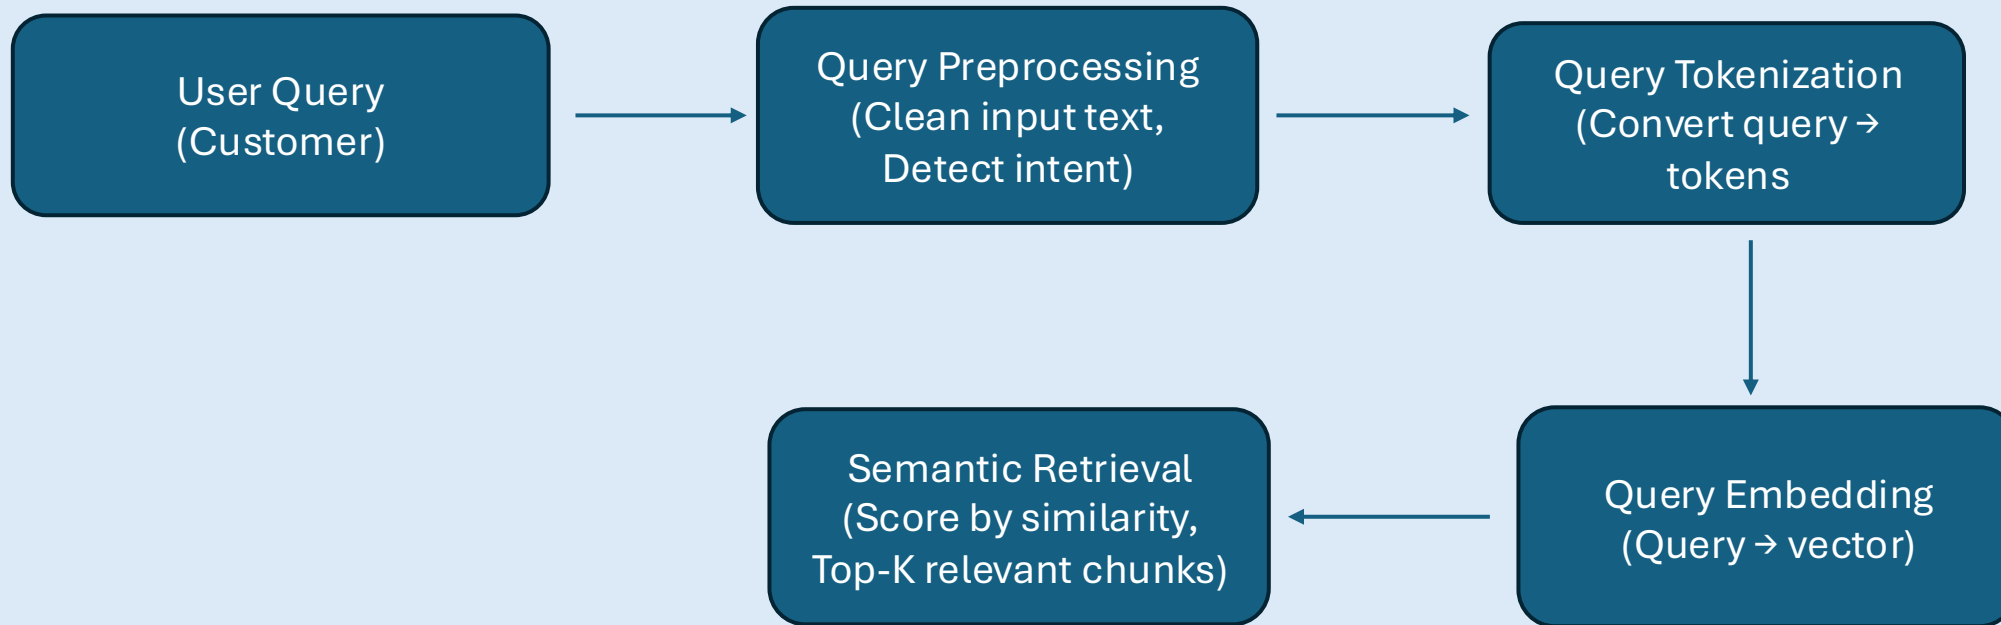 User Query
(Customer)
Query Preprocessing
(Clean input text,
Detect intent)
Query Tokenization
(Convert query →
tokens
Semantic Retrieval
(Score by similarity,
Top-K relevant chunks)
Query Embedding
(Query → vector)